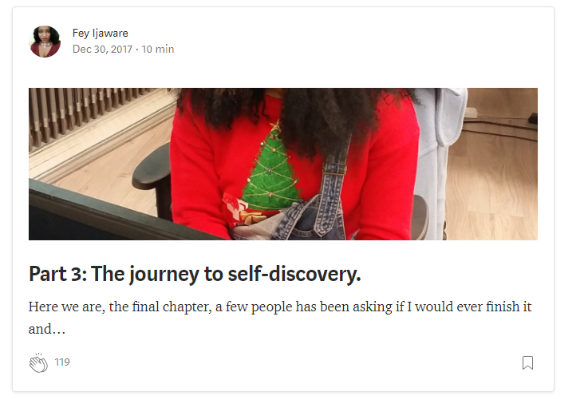 Fey Ijaware
Dec 30, 2017 · 10 min
Part 3: The journey to self-discovery.
Here we are, the final chapter, a few people has been asking if I would ever finish it
and…
119